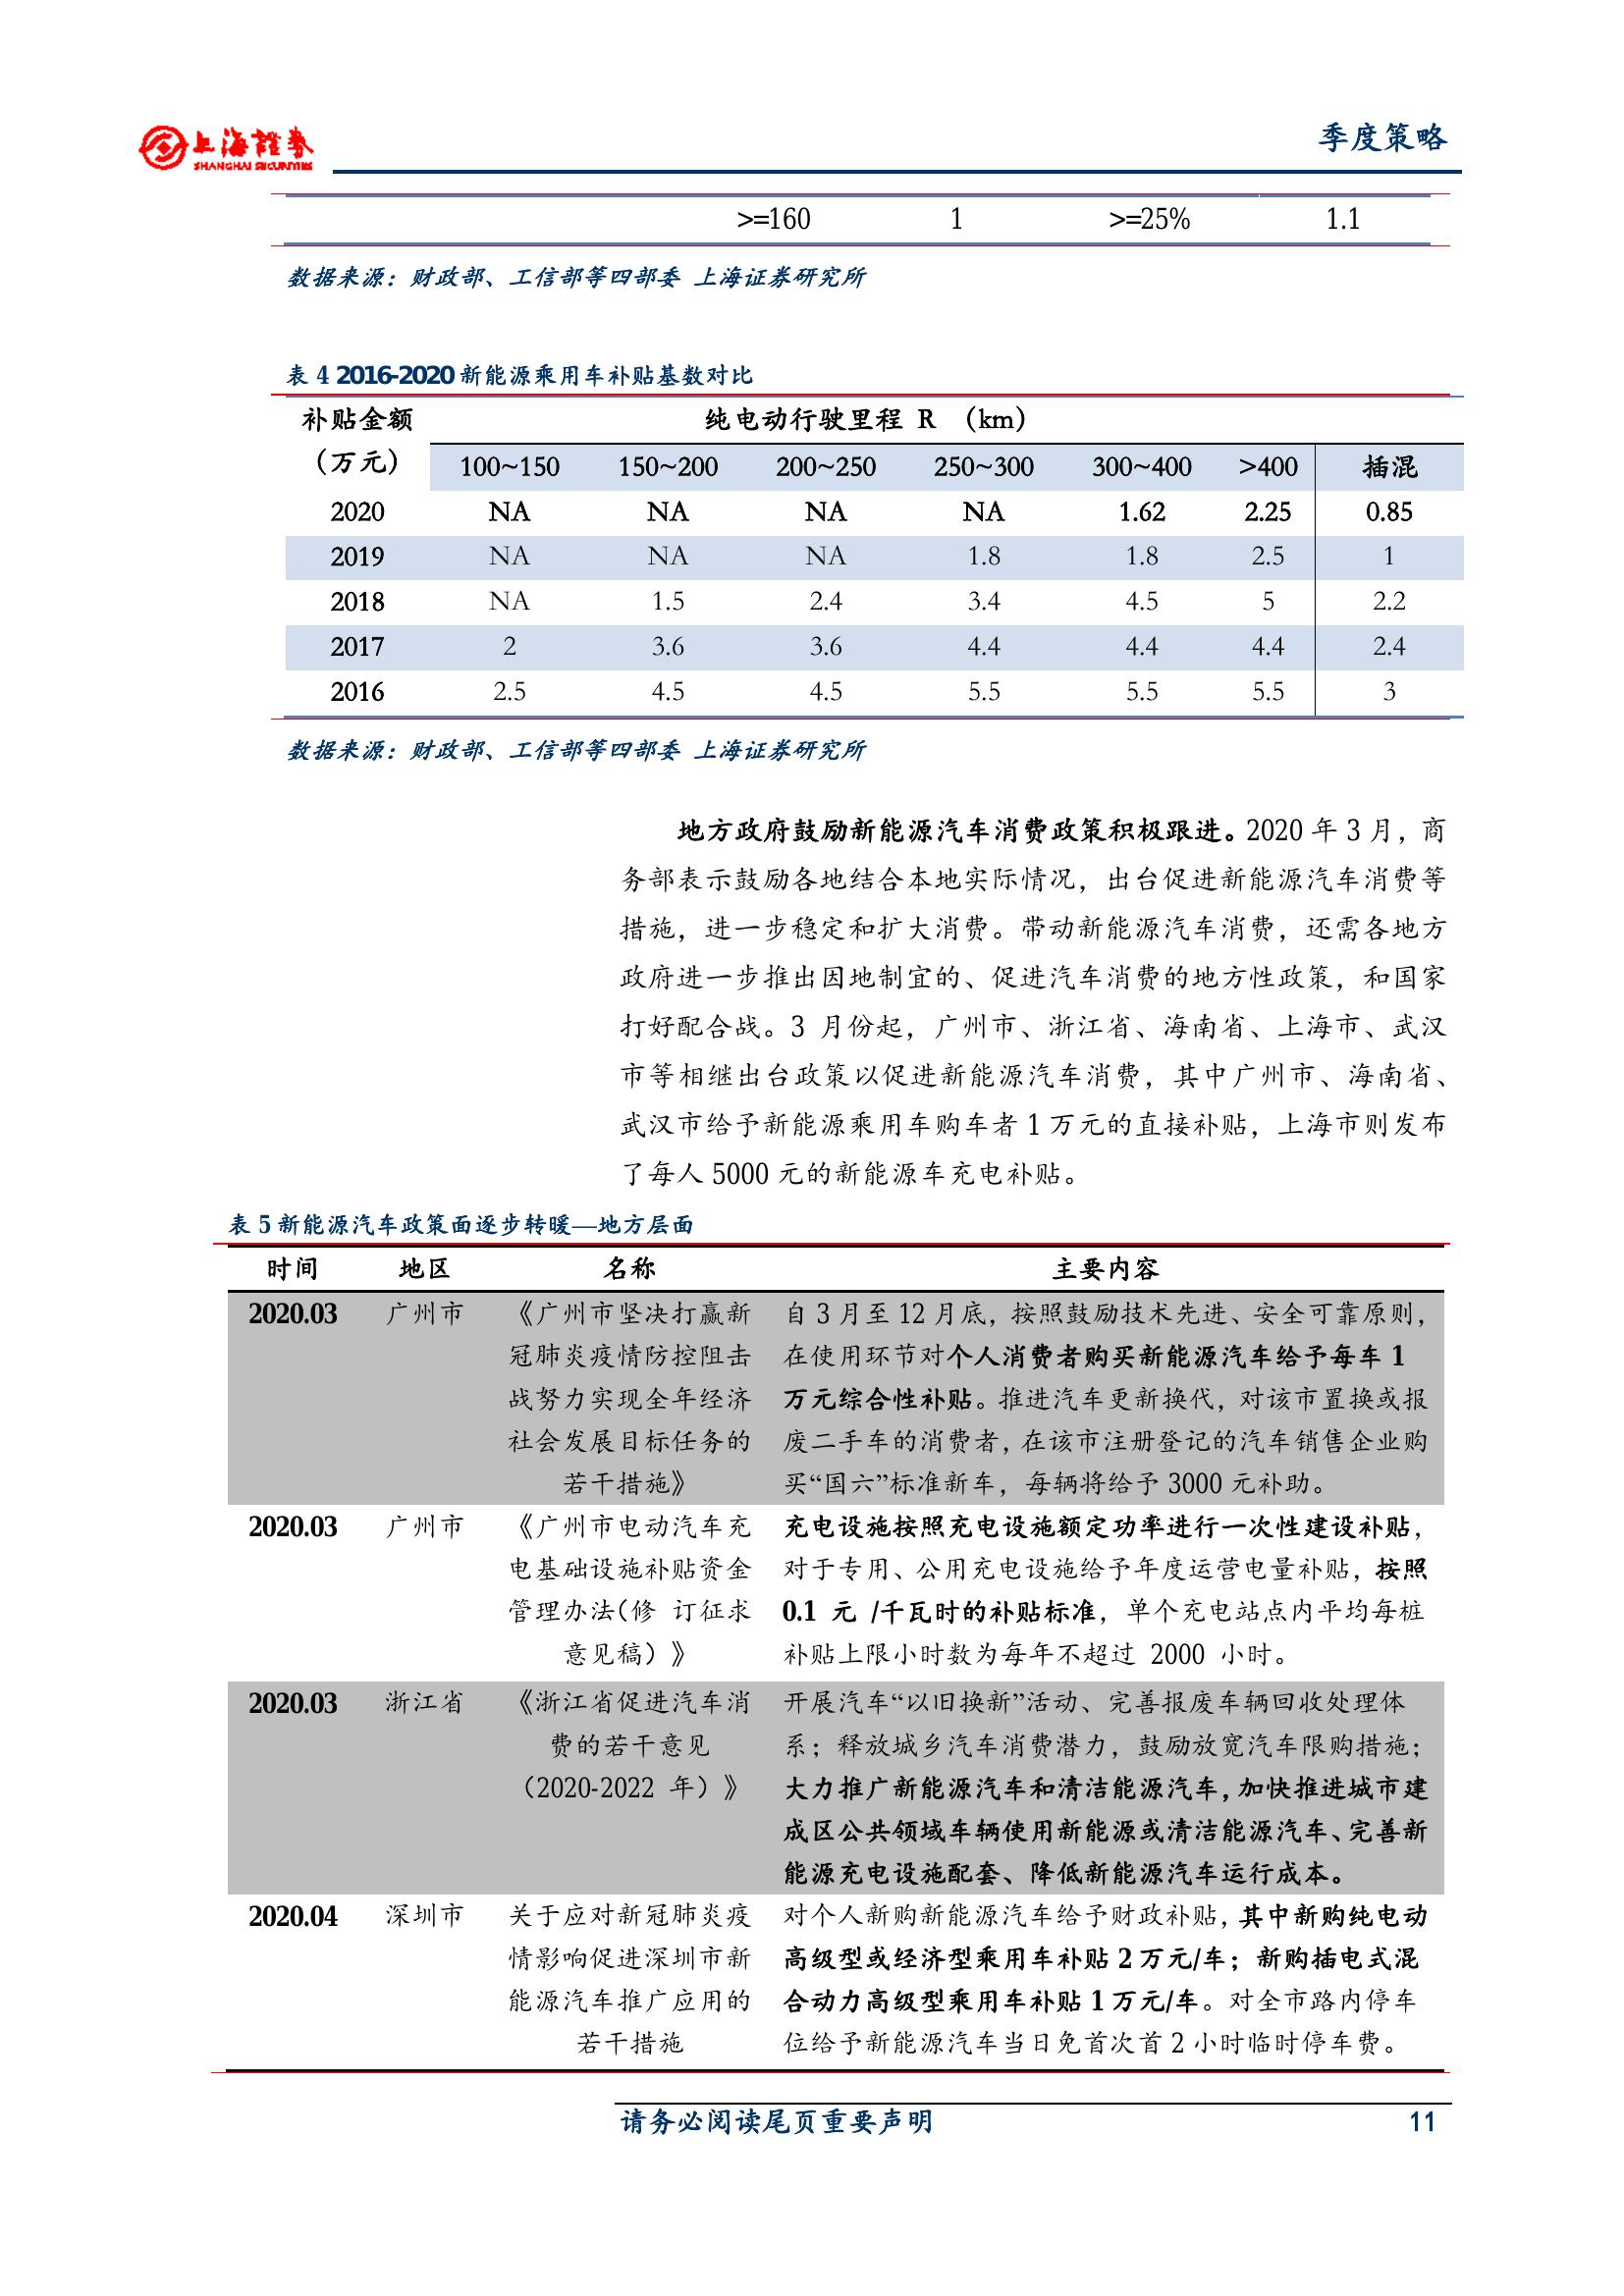 上海證券
SHANGHAI SECURITIES
季度策略
>=160 1 >=25% 1.1
数据来源：财政部、工信部等四部委 上海证券研究所
表 4 2016-2020 新能源乘用车补贴基数对比
补贴金额 纯电动行驶里程 R （km）
（万元） 100~150 150~200 200~250 250~300 300~400 >400 插混
2020 NA NA NA NA 1.62 2.25 0.85
2019 NA NA NA 1.8 1.8 2.5 1
2018 NA 1.5 2.4 3.4 4.5 5 2.2
2017 2 3.6 3.6 4.4 4.4 4.4 2.4
2016 2.5 4.5 4.5 5.5 5.5 5.5 3
数据来源：财政部、工信部等四部委 上海证券研究所
地方政府鼓励新能源汽车消费政策积极跟进。2020 年 3 月，商
务部表示鼓励各地结合本地实际情况，出台促进新能源汽车消费等
措施，进一步稳定和扩大消费。带动新能源汽车消费，还需各地方
政府进一步推出因地制宜的、促进汽车消费的地方性政策，和国家
打好配合战。3 月份起，广州市、浙江省、海南省、上海市、武汉
市等相继出台政策以促进新能源汽车消费，其中广州市、海南省、
武汉市给予新能源乘用车购车者 1 万元的直接补贴，上海市则发布
了每人 5000 元的新能源车充电补贴。
表 5 新能源汽车政策面逐步转暖—地方层面
时间 地区 名称 主要内容
2020.03 广州市 《广州市坚决打赢新 自 3 月至 12 月底，按照鼓励技术先进、安全可靠原则，
冠肺炎疫情防控阻击 在使用环节对个人消费者购买新能源汽车给予每车 1
战努力实现全年经济 万元综合性补贴。推进汽车更新换代，对该市置换或报
社会发展目标任务的 废二手车的消费者，在该市注册登记的汽车销售企业购
若干措施》 买“国六”标准新车，每辆将给予 3000 元补助。
2020.03 广州市 《广州市电动汽车充 充电设施按照充电设施额定功率进行一次性建设补贴，
电基础设施补贴资金 对于专用、公用充电设施给予年度运营电量补贴，按照
管理办法（修 订征求 0.1 元 /千瓦时的补贴标准，单个充电站点内平均每桩
意见稿）》 补贴上限小时数为每年不超过 2000 小时。
2020.03 浙江省 《浙江省促进汽车消 开展汽车“以旧换新”活动、完善报废车辆回收处理体
费的若干意见 系；释放城乡汽车消费潜力，鼓励放宽汽车限购措施；
（2020-2022 年）》 大力推广新能源汽车和清洁能源汽车，加快推进城市建
成区公共领域车辆使用新能源或清洁能源汽车、完善新
能源充电设施配套、降低新能源汽车运行成本。
2020.04 深圳市 关于应对新冠肺炎疫 对个人新购新能源汽车给予财政补贴，其中新购纯电动
情影响促进深圳市新 高级型或经济型乘用车补贴 2 万元/车；新购插电式混
能源汽车推广应用的 合动力高级型乘用车补贴 1 万元/车。对全市路内停车
若干措施 位给予新能源汽车当日免首次首 2 小时临时停车费。
请务必阅读尾页重要声明 11